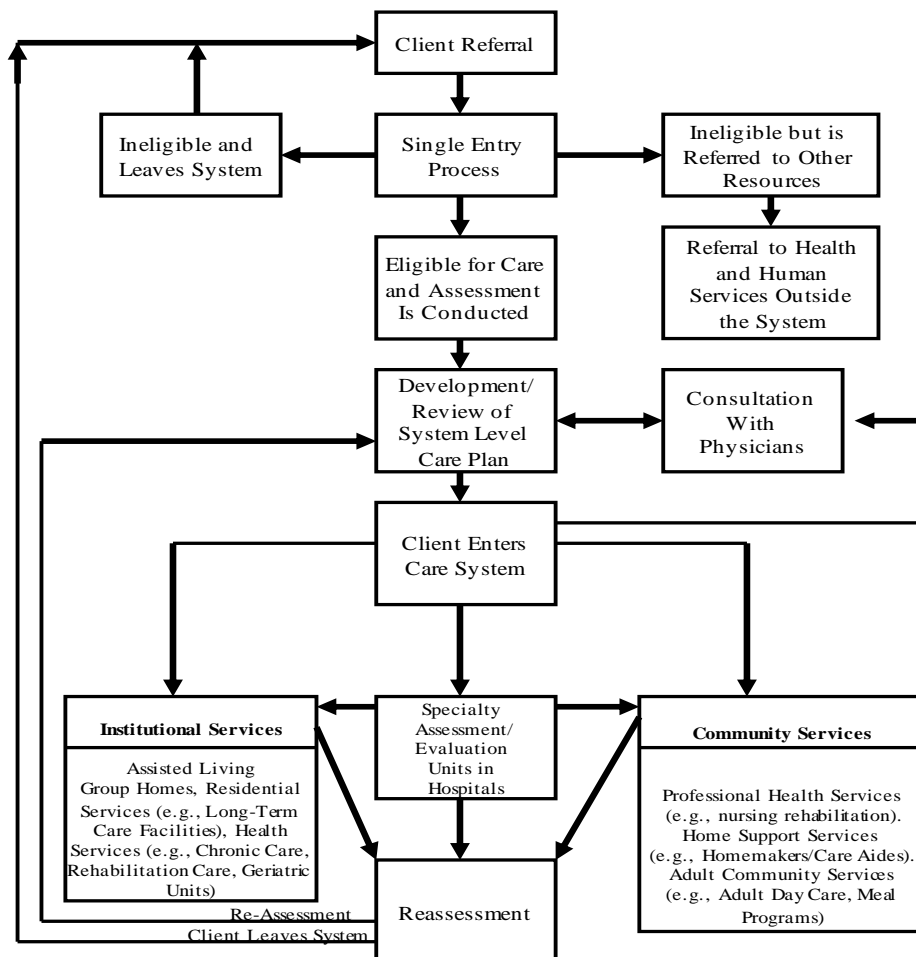 Client Referral
Ineligible and
Leaves System
Single Entry
Process
Ineligible but is
Referred to Other
Resources
Eligible for Care
and Assessment
Is Conducted
Referral to Health
and Human
Services Outside
the System
Development/
Review of
System Level
Care Plan
Consultation
With
Physicians
Client Enters
Care System
Institutional Services
Assisted Living
Group Homes, Residential
Services (e.g., Long-Term
Care Facilities), Health
Services (e.g., Chronic Care,
Rehabilitation Care, Geriatric
Units)
Specialty
Assessment/
Evaluation
Units in
Hospitals
Community Services
Professional Health Services
(e.g., nursing rehabilitation).
Home Support Services
(e.g., Homemakers/Care Aides).
Adult Community Services
(e.g., Adult Day Care, Meal
Programs)
Re-Assessment
Client Leaves System
Reassessment